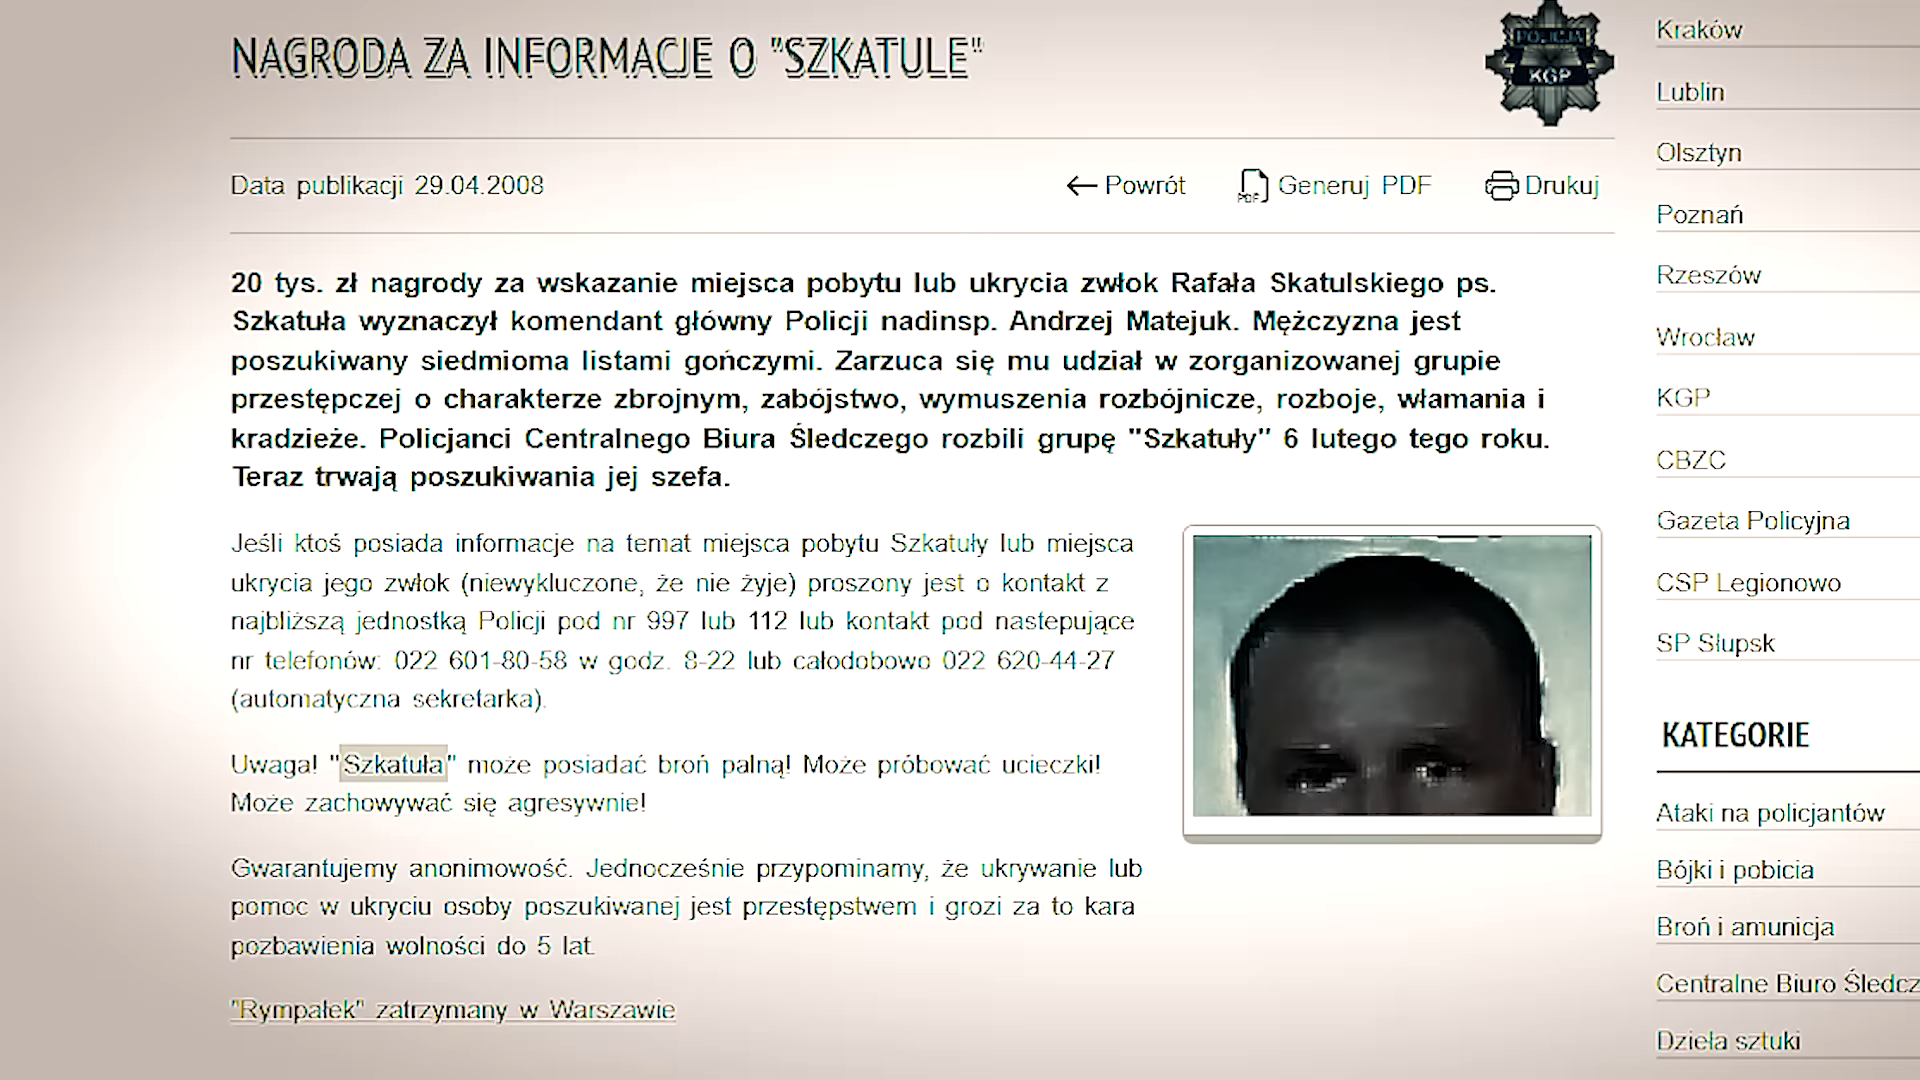 NAGRODA ZA INFORMACJE O "SZKATULE"
POLICJA
KGP
Data publikacji 29.04.2008
Powrót
PDF
Generuj PDF
Drukuj
20 tys. zł nagrody za wskazanie miejsca pobytu lub ukrycia zwłok Rafała Skatulskiego ps.
Szkatuła wyznaczył komendant główny Policji nadinsp. Andrzej Matejuk. Mężczyzna jest
poszukiwany siedmioma listami gończymi. Zarzuca się mu udział w zorganizowanej grupie
przestępczej o charakterze zbrojnym, zabójstwo, wymuszenia rozbójnicze, rozboje, włamania i
kradzieże. Policjanci Centralnego Biura Śledczego rozbili grupę "Szkatuły" 6 lutego tego roku.
Teraz trwają poszukiwania jej szefa.
Jeśli ktoś posiada informacje na temat miejsca pobytu Szkatuły lub miejsca
ukrycia jego zwłok (niewykluczone, że nie żyje) proszony jest o kontakt z
najbliższą jednostką Policji pod nr 997 lub 112 lub kontakt pod nastepujące
nr telefonów: 022 601-80-58 w godz. 8-22 lub całodobowo 022 620-44-27
(automatyczna sekretarka).
Uwaga! "Szkatuła" może posiadać broń palną! Może próbować ucieczki!
Może zachowywać się agresywnie!
Gwarantujemy anonimowość. Jednocześnie przypominamy, że ukrywanie lub
pomoc w ukryciu osoby poszukiwanej jest przestępstwem i grozi za to kara
pozbawienia wolności do 5 lat.
"Rympałek" zatrzymany w Warszawie
Kraków
Lublin
Olsztyn
Poznań
Rzeszów
Wrocław
KGP
CBZC
Gazeta Policyjna
CSP Legionowo
SP Słupsk
KATEGORIE
Ataki na policjantów
Bójki i pobicia
Broń i amunicja
Centralne Biuro Śledcz
Dzieła sztuki